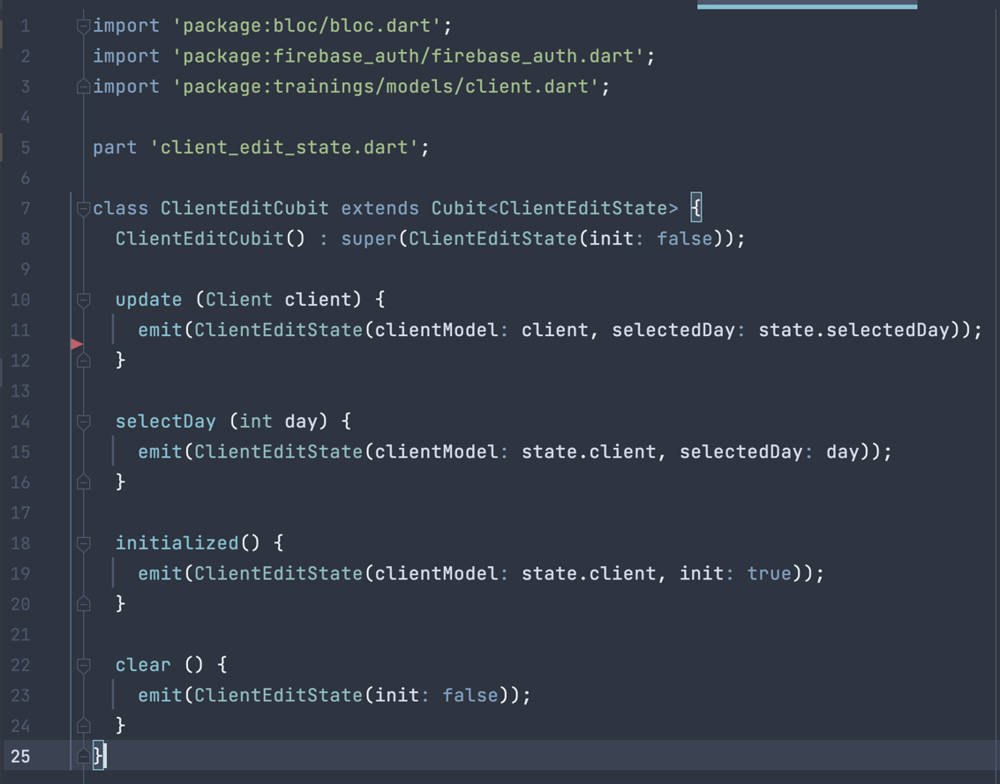 1 import 'package:bloc/bloc.dart';
2 import 'package:firebase_auth/firebase_auth.dart';
3 import 'package:trainings/models/client.dart';
4
5 part 'client_edit_state.dart';
6
7 class ClientEditCubit extends Cubit<ClientEditState> {
8 ClientEditCubit() : super(ClientEditState(init: false));
9
10 update (Client client) {
11 emit(ClientEditState(clientModel: client, selectedDay: state.selectedDay));
12 }
13
14 selectDay (int day) {
15 emit(ClientEditState(clientModel: state.client, selectedDay: day));
16 }
17
18 initialized() {
19 emit(ClientEditState(clientModel: state.client, init: true));
20 }
21
22 clear () {
23 emit(ClientEditState(init: false));
24 }
25 }